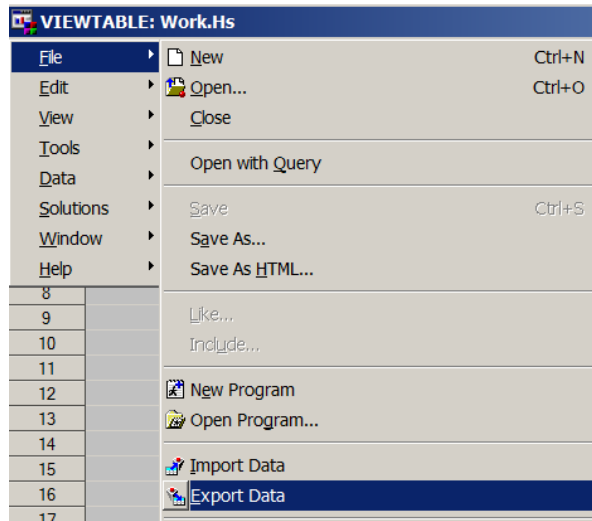 VIEWTABLE: Work.Hs
File
Edit
View
Tools
Data
Solutions
Window
Help
New Ctrl+N
Open... Ctrl+O
Close
Open with Query
Save Ctrl+S
Save As...
Save As HTML...
Like...
Include...
New Program
Open Program...
Import Data
Export Data
8
9
10
11
12
13
14
15
16
17